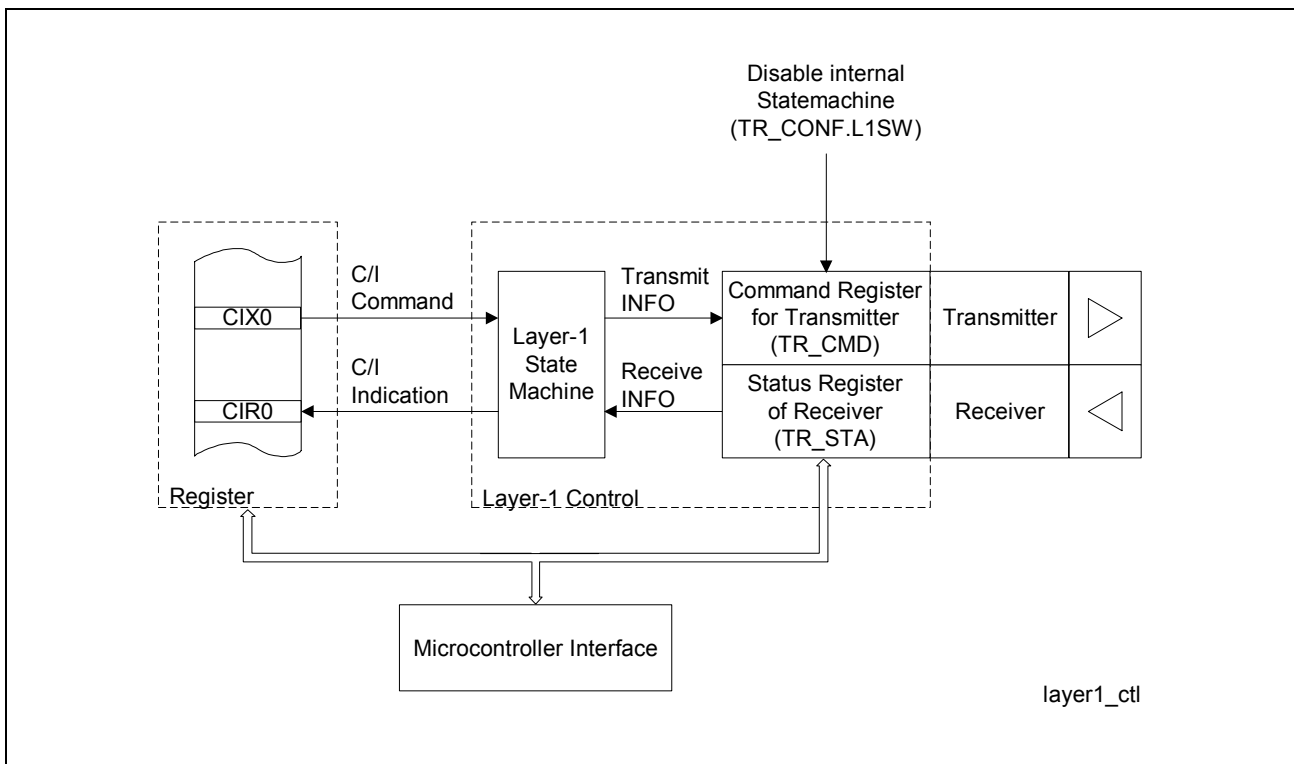 Disable internal
Statemachine
(TR_CONF.L1SW)
CIX0
CIR0
Register
C/I
Command
C/I
Indication
Layer-1
State
Machine
Transmit
INFO
Receive
INFO
Command Register
for Transmitter
(TR_CMD)
Status Register
of Receiver
(TR_STA)
Transmitter
Receiver
Layer-1 Control
Microcontroller Interface
layer1_ctl